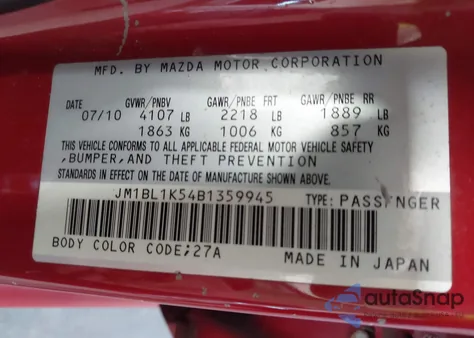 MFD. BY MAZDA MOTOR CORPORATION
DATE GVWR/PNBV GAWR/PNBE FRT GAWR/PNBE RR
07/10 4107 LB 2218 LB 1889 LB
1863 KG 1006 KG 857 KG
THIS VEHICLE CONFORMS TO ALL APPLICABLE FEDERAL MOTOR VEHICLE SAFETY
,BUMPER,AND THEFT PREVENTION
STANDARDS IN EFFECT ON THE DATE OF MANUFACTURE SHOWN ABOVE.
JM1BL1K54B1359945 TYPE: PASSENGER
BODY COLOR CODE;27A MADE IN JAPAN
autoSnap